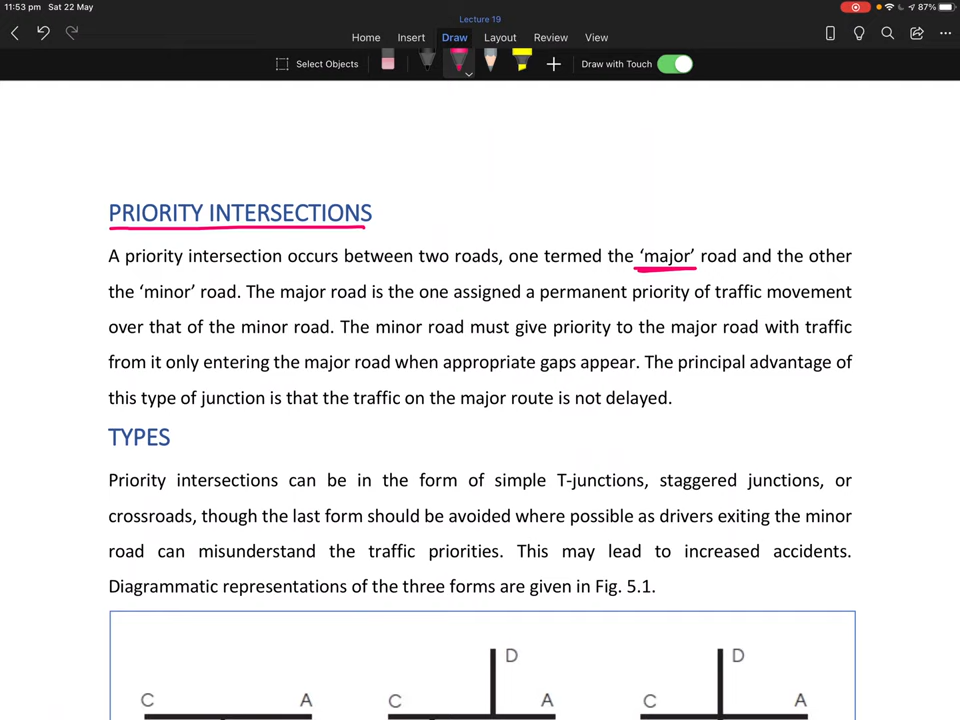 11:53 pm Sat 22 May 87%
Lecture 19
Home Insert Draw Layout Review View
Select Objects Draw with Touch
PRIORITY INTERSECTIONS
A priority intersection occurs between two roads, one termed the ‘major’ road and the other
the ‘minor’ road. The major road is the one assigned a permanent priority of traffic movement
over that of the minor road. The minor road must give priority to the major road with traffic
from it only entering the major road when appropriate gaps appear. The principal advantage of
this type of junction is that the traffic on the major route is not delayed.
TYPES
Priority intersections can be in the form of simple T-junctions, staggered junctions, or
crossroads, though the last form should be avoided where possible as drivers exiting the minor
road can misunderstand the traffic priorities. This may lead to increased accidents.
Diagrammatic representations of the three forms are given in Fig. 5.1.
D D
C A C A C A